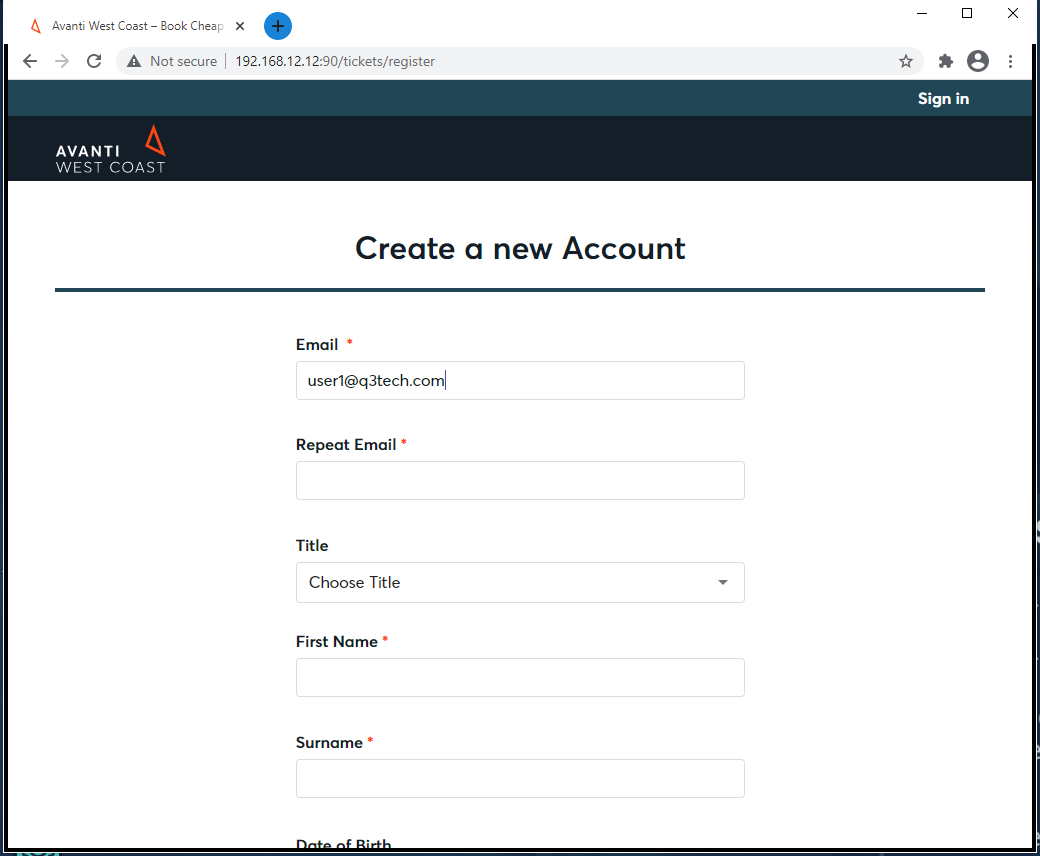 Avanti West Coast – Book Cheap
Not secure
192.168.12.12:90/tickets/register
Sign in
AVANTI
WEST COAST
Create a new Account
Email *
user1@q3tech.com
Repeat Email *
Title
Choose Title
First Name *
Surname *
Date of Birth